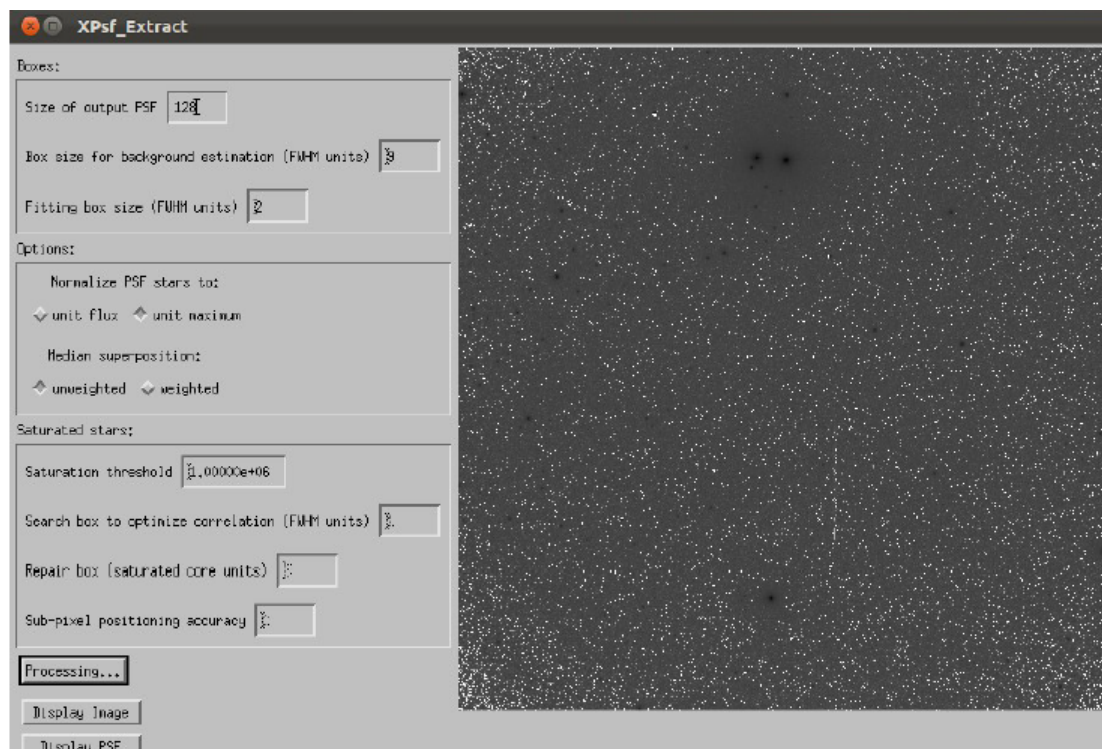 XPsf_Extract
Boxes:
Size of output PSF 128
Box size for background estimation (FWHM units) 9
Fitting box size (FWHM units) 2
Options:
Normalize PSF stars to:
unit flux unit maximum
Median superposition:
unweighted weighted
Saturated stars:
Saturation threshold 1.00000e+06
Search box to optimize correlation (FWHM units)
Repair box (saturated core units)
Sub-pixel positioning accuracy
Processing...
Display Image
Display PSF